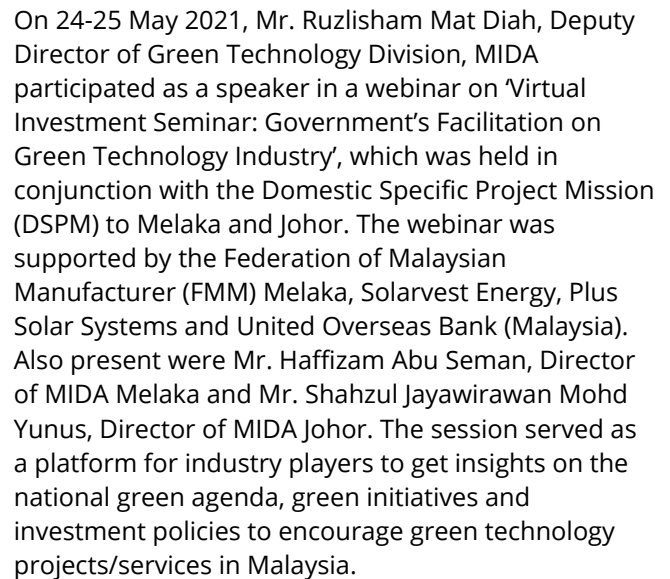 On 24-25 May 2021, Mr. Ruzlisham Mat Diah, Deputy
Director of Green Technology Division, MIDA
participated as a speaker in a webinar on ‘Virtual
Investment Seminar: Government’s Facilitation on
Green Technology Industry’, which was held in
conjunction with the Domestic Specific Project Mission
(DSPM) to Melaka and Johor. The webinar was
supported by the Federation of Malaysian
Manufacturer (FMM) Melaka, Solarvest Energy, Plus
Solar Systems and United Overseas Bank (Malaysia).
Also present were Mr. Haffizam Abu Seman, Director
of MIDA Melaka and Mr. Shahzul Jayawirawan Mohd
Yunus, Director of MIDA Johor. The session served as
a platform for industry players to get insights on the
national green agenda, green initiatives and
investment policies to encourage green technology
projects/services in Malaysia.